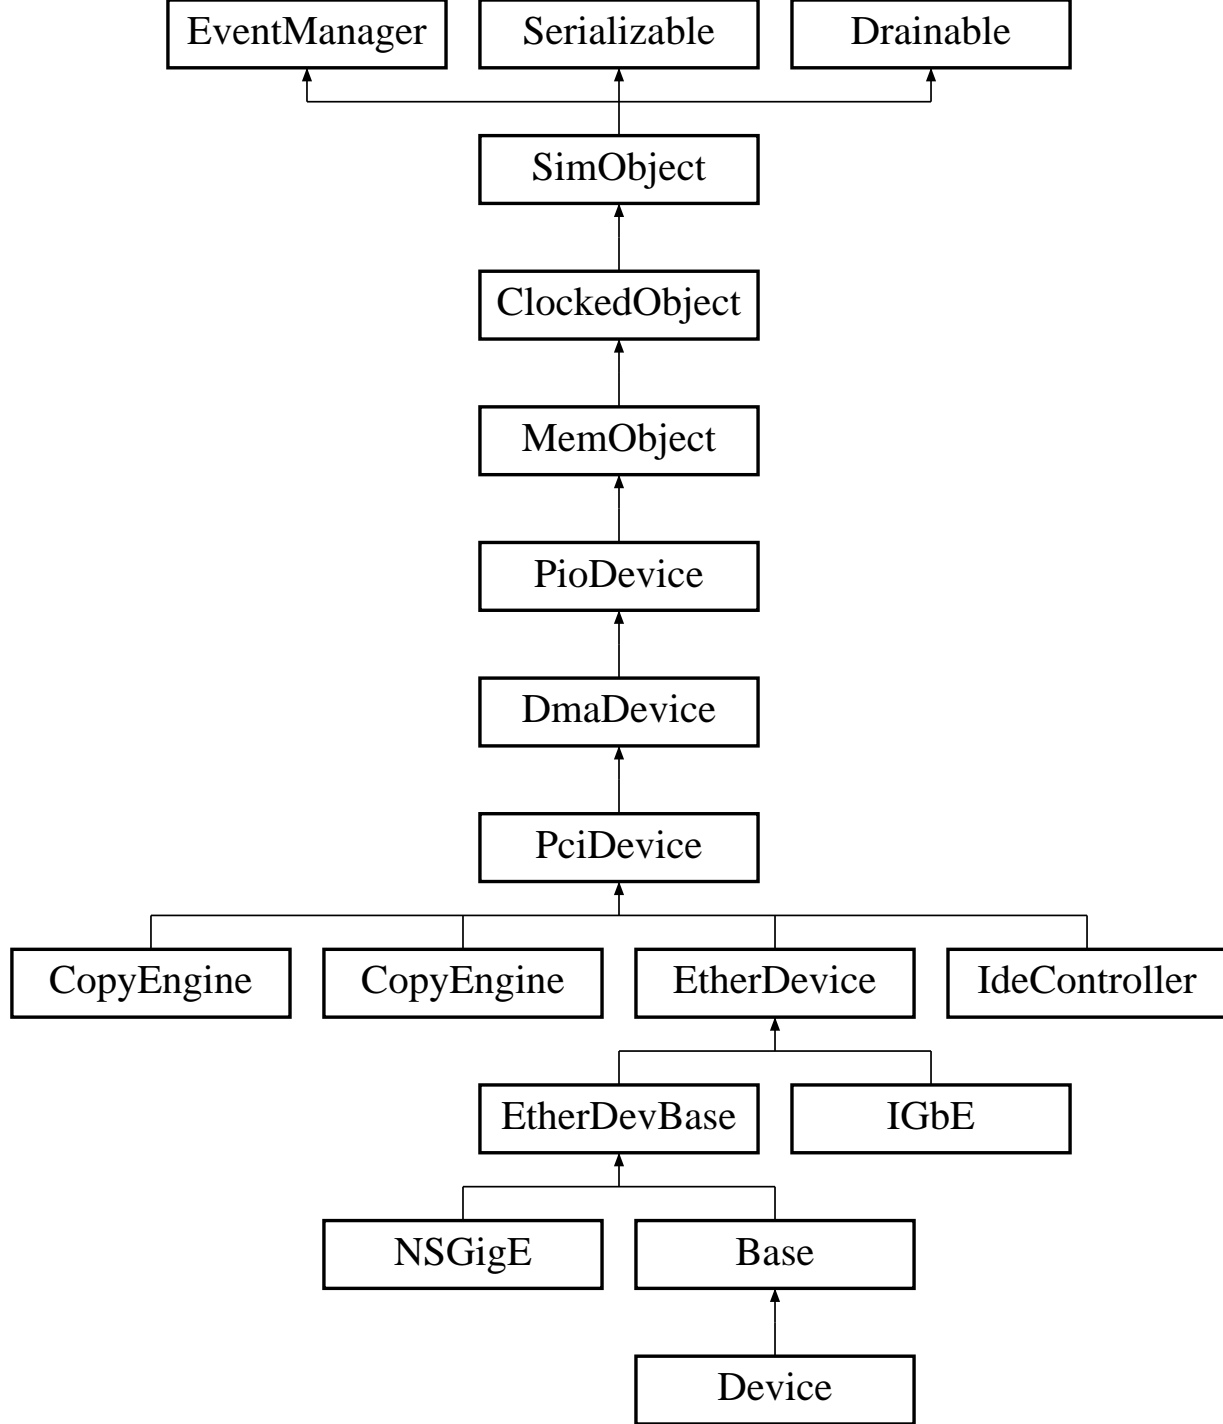 EventManager
Serializable
Drainable
SimObject
ClockedObject
MemObject
PioDevice
DmaDevice
PciDevice
CopyEngine
CopyEngine
EtherDevice
IdeController
EtherDevBase
IGbE
NSGigE
Base
Device